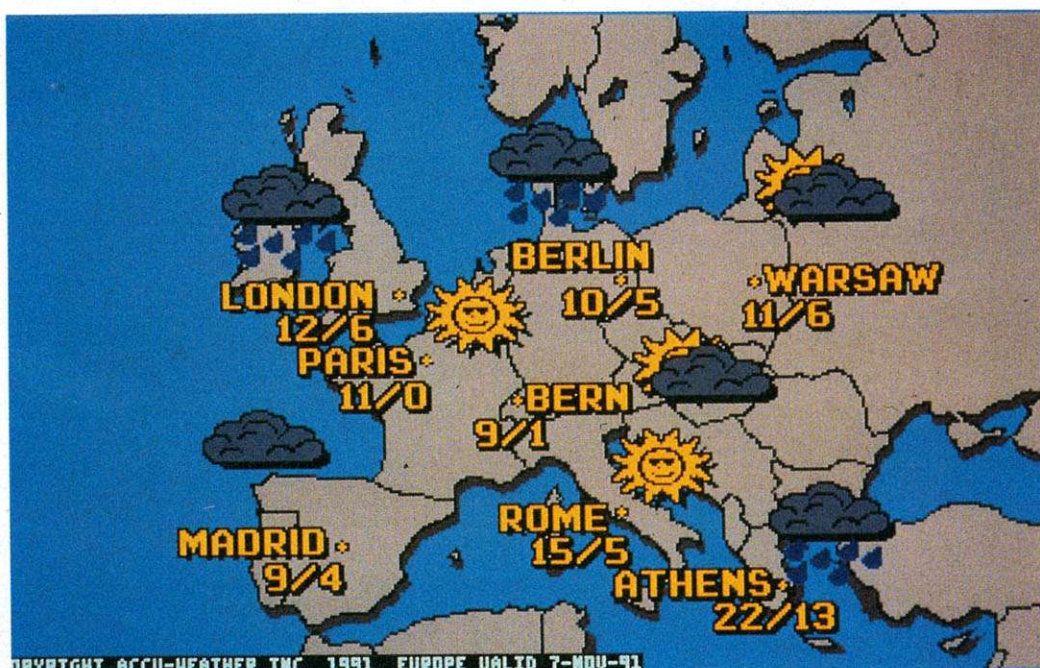 BERLIN
10/5
WARSAW
11/6
LONDON
12/6
PARIS
11/0
BERN
9/1
ROME
15/5
MADRID
9/4
ATHENS
22/13
OPYRIGHT ACCU-WEATHER INC 1991 EUROPE VALID 7-NOV-91